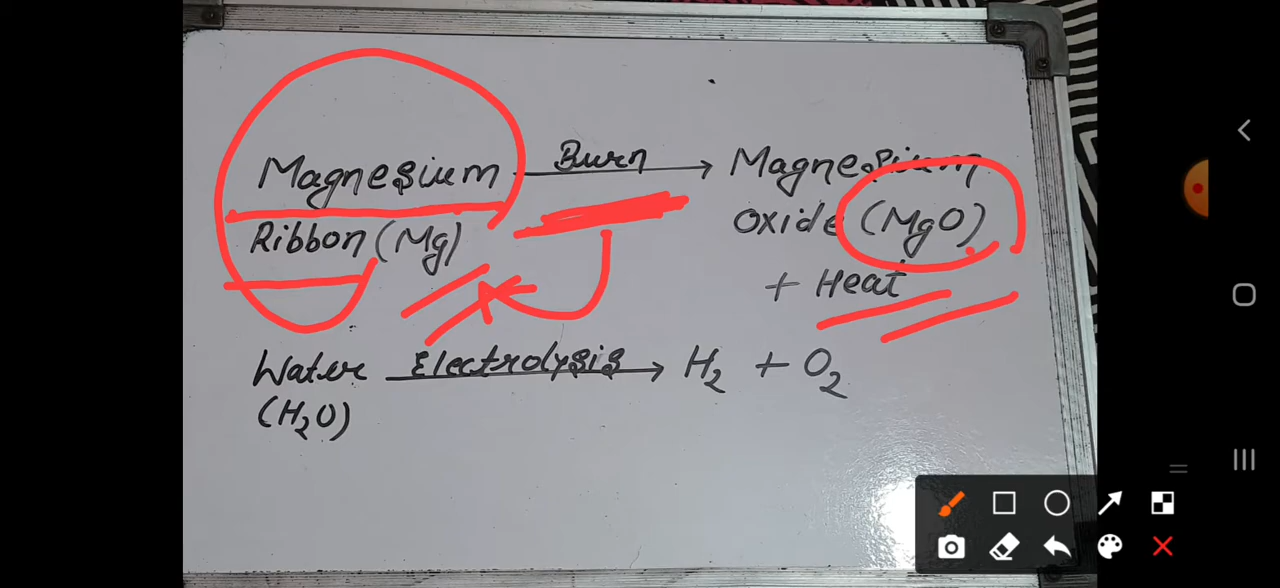 Magnesium Burn → Magnesium
Ribbon (Mg) Oxide (MgO)
+ Heat
Water Electrolysis → H₂ + O₂
(H₂O)